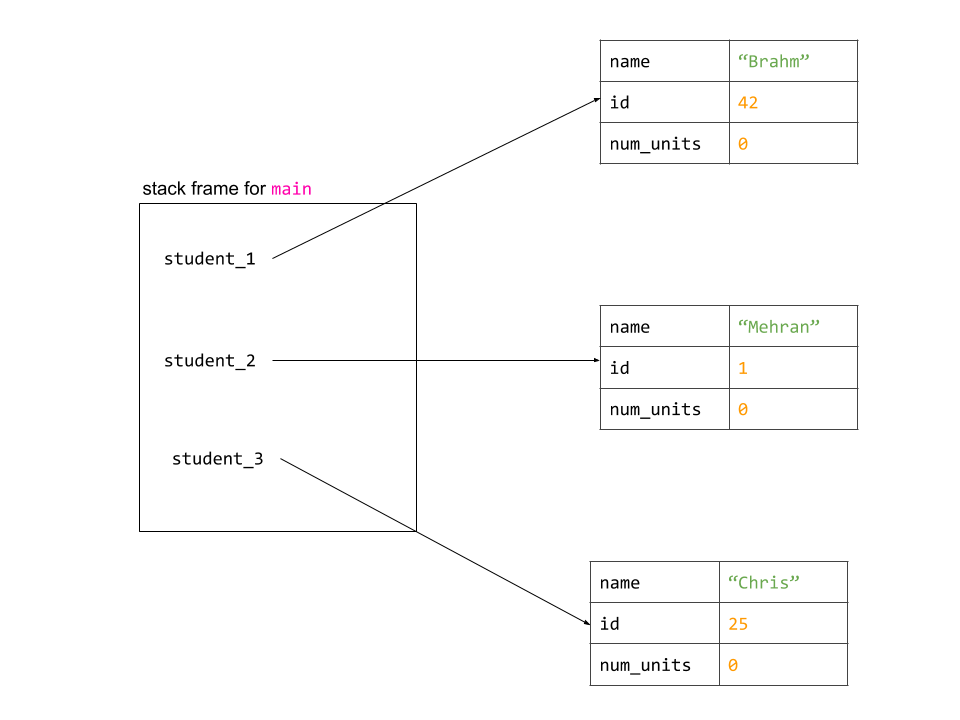 name “Brahm”
id 42
num_units 0
stack frame for main
student_1
student_2
student_3
name “Mehran”
id 1
num_units 0
name “Chris”
id 25
num_units 0